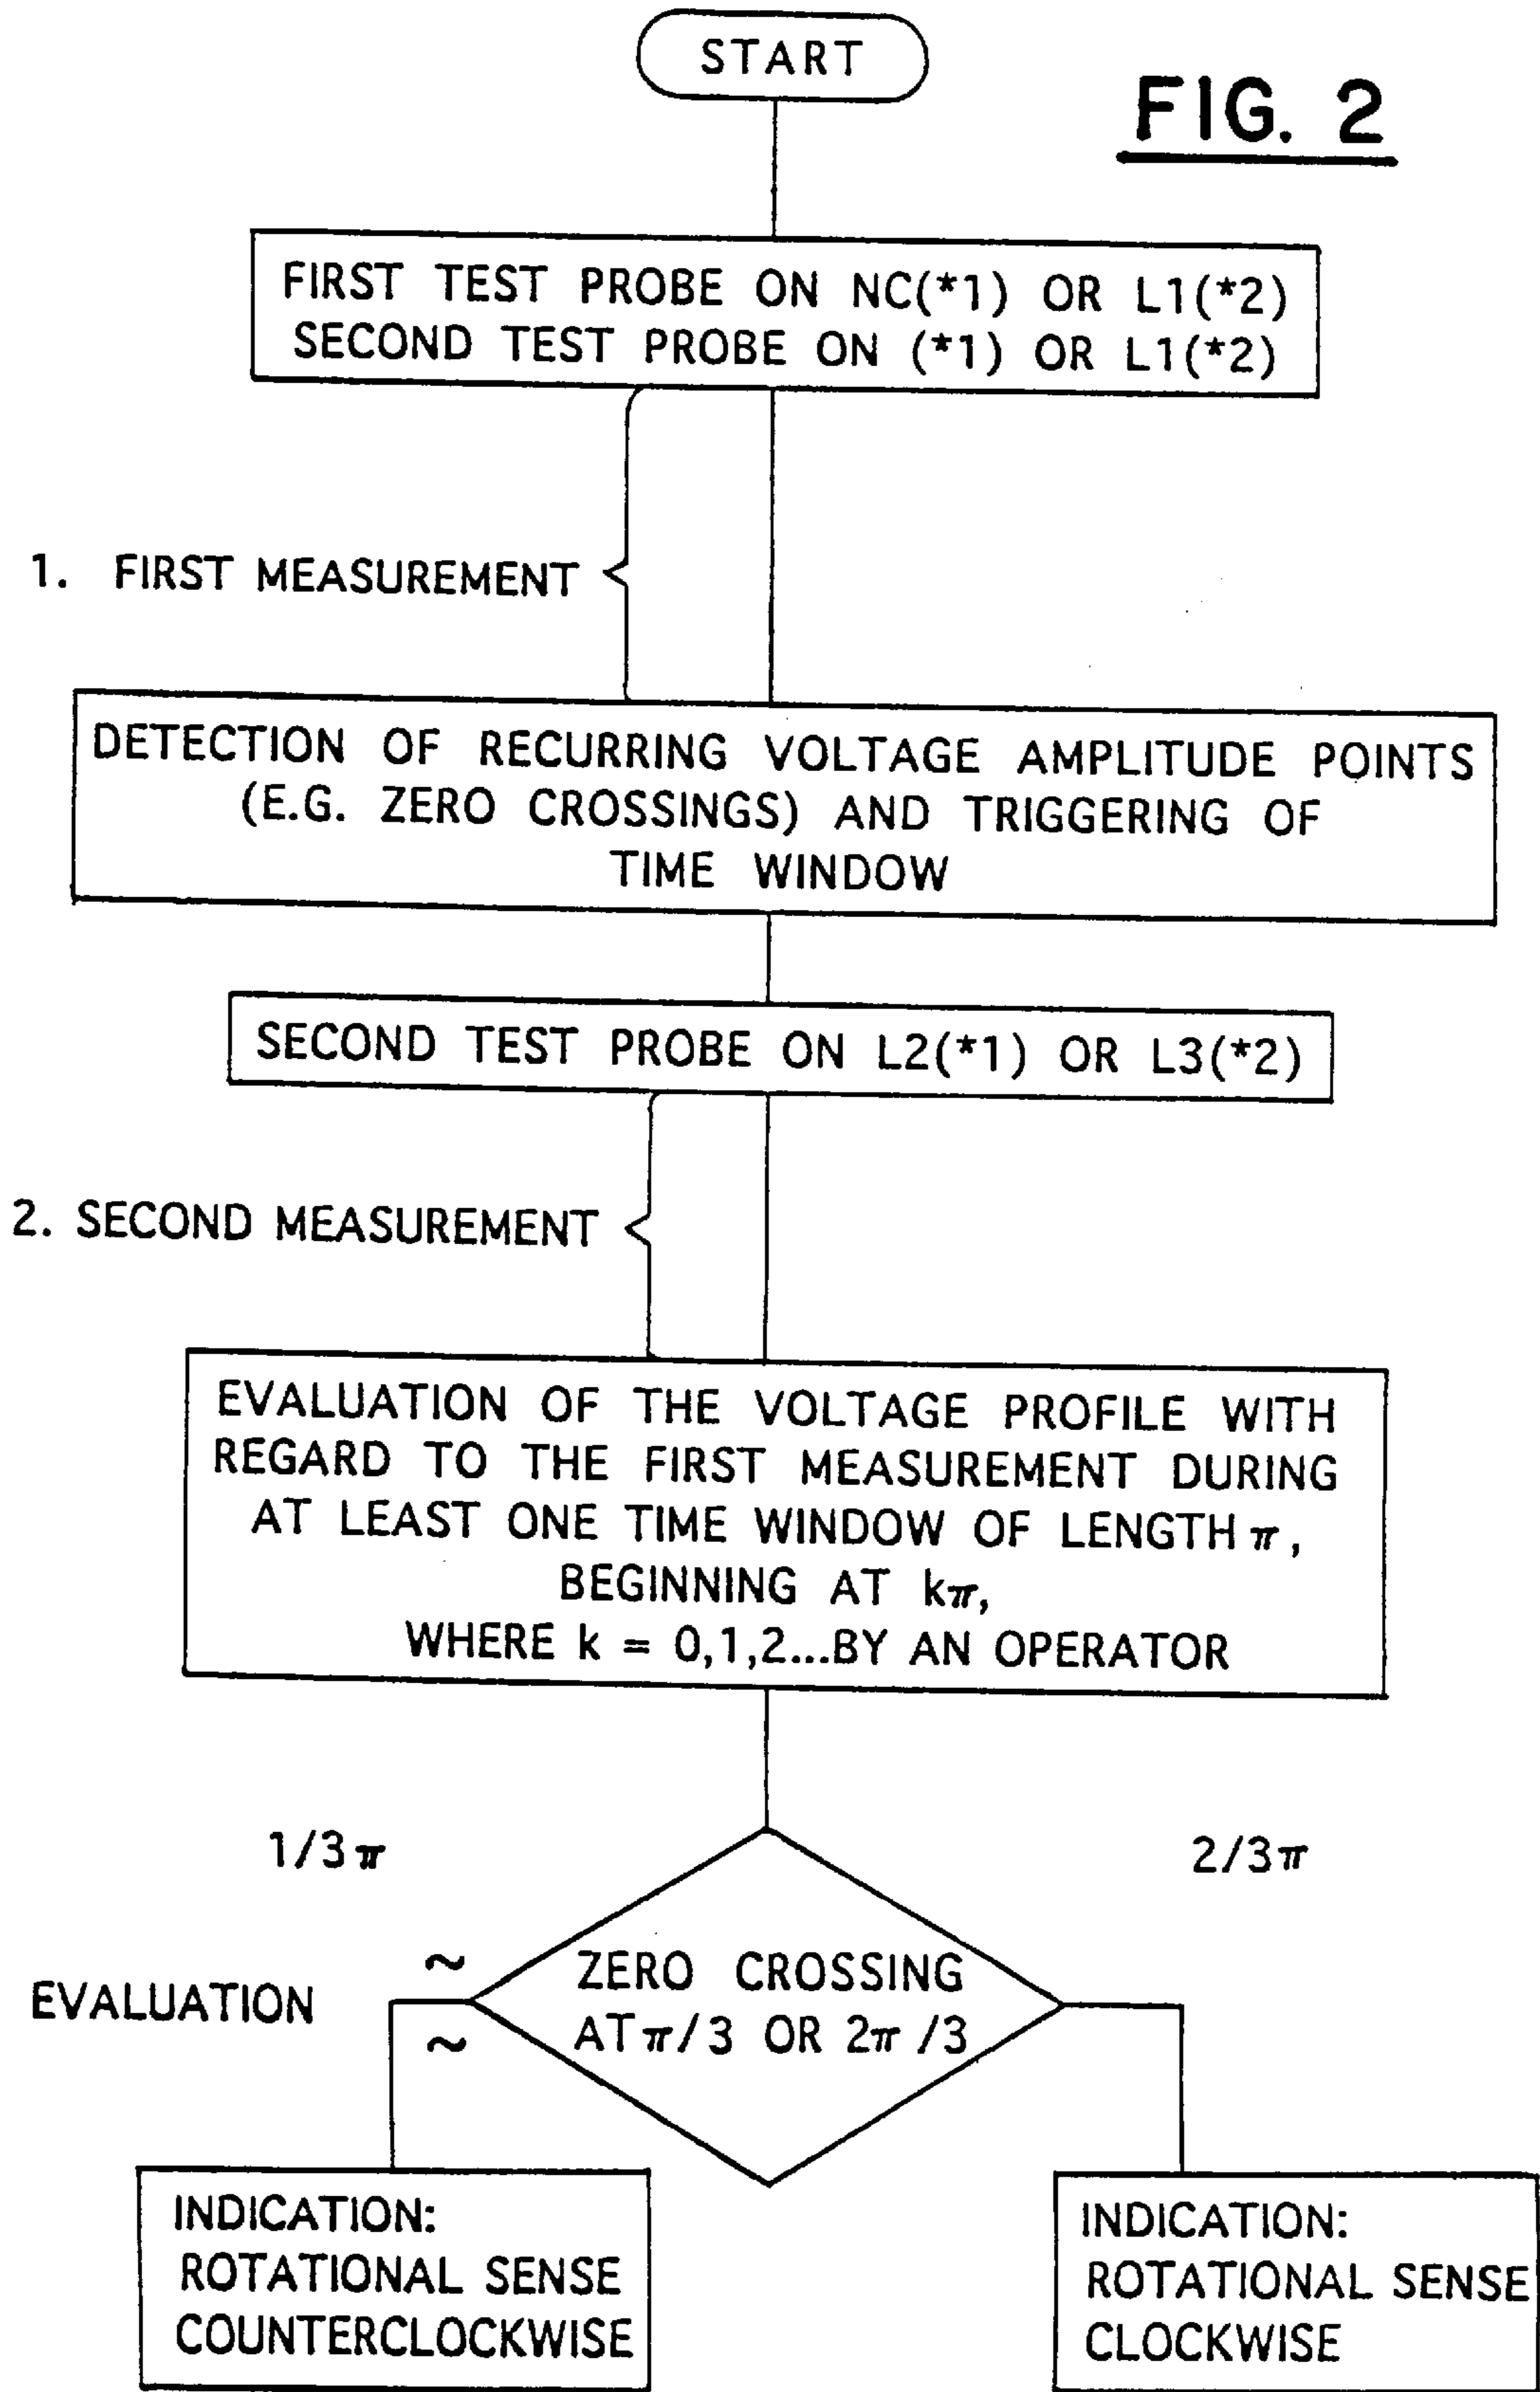 START
FIG. 2
FIRST TEST PROBE ON NC(*1) OR L1(*2)
SECOND TEST PROBE ON (*1) OR L1(*2)
1. FIRST MEASUREMENT
DETECTION OF RECURRING VOLTAGE AMPLITUDE POINTS
(E.G. ZERO CROSSINGS) AND TRIGGERING OF
TIME WINDOW
SECOND TEST PROBE ON L2(*1) OR L3(*2)
2. SECOND MEASUREMENT
EVALUATION OF THE VOLTAGE PROFILE WITH
REGARD TO THE FIRST MEASUREMENT DURING
AT LEAST ONE TIME WINDOW OF LENGTH π,
BEGINNING AT kπ,
WHERE k = 0,1,2...BY AN OPERATOR
1/3π
2/3π
~
ZERO CROSSING
EVALUATION
AT π/3 OR 2π/3
~
INDICATION:
ROTATIONAL SENSE
COUNTERCLOCKWISE
INDICATION:
ROTATIONAL SENSE
CLOCKWISE